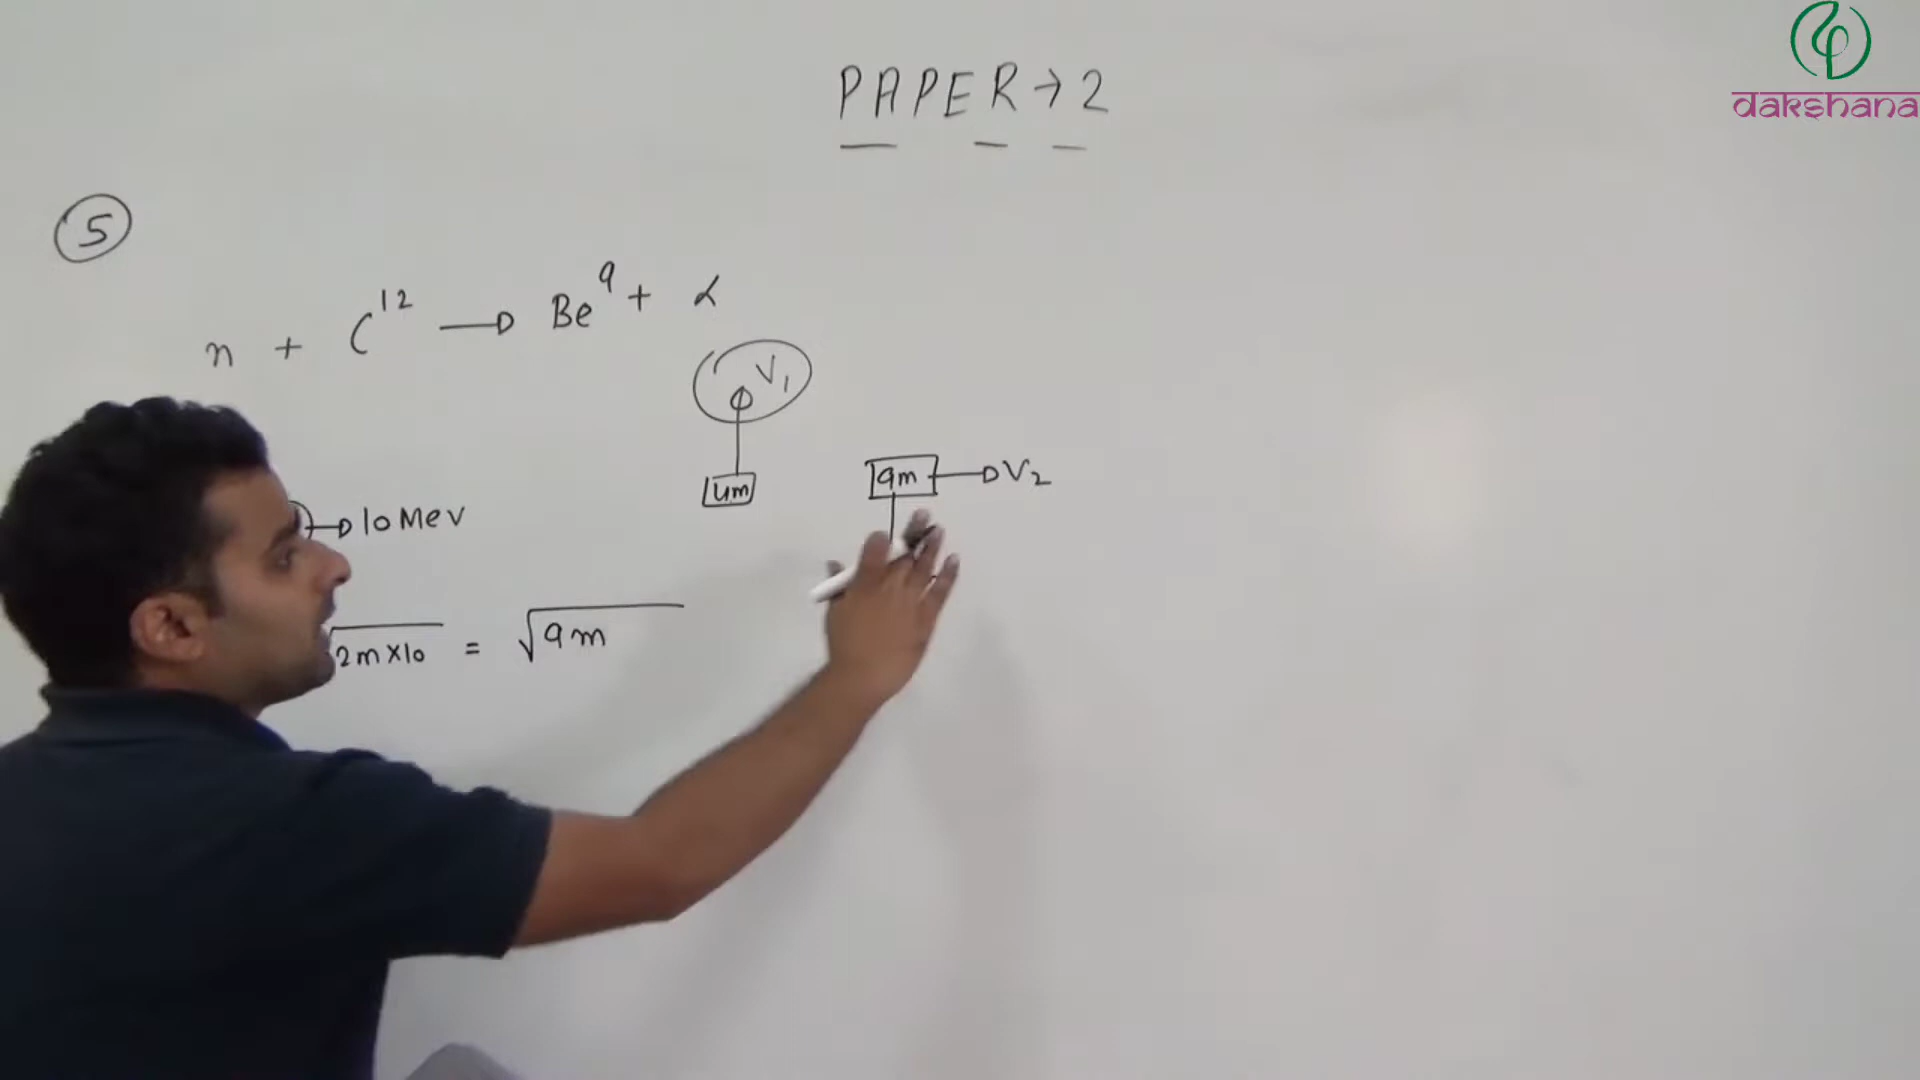 PAPER → 2
dakshana
5
n + C¹² → Be⁹ + α
V₁
4m
9m → V₂
→ 10 MeV
√2m×10 = √9m